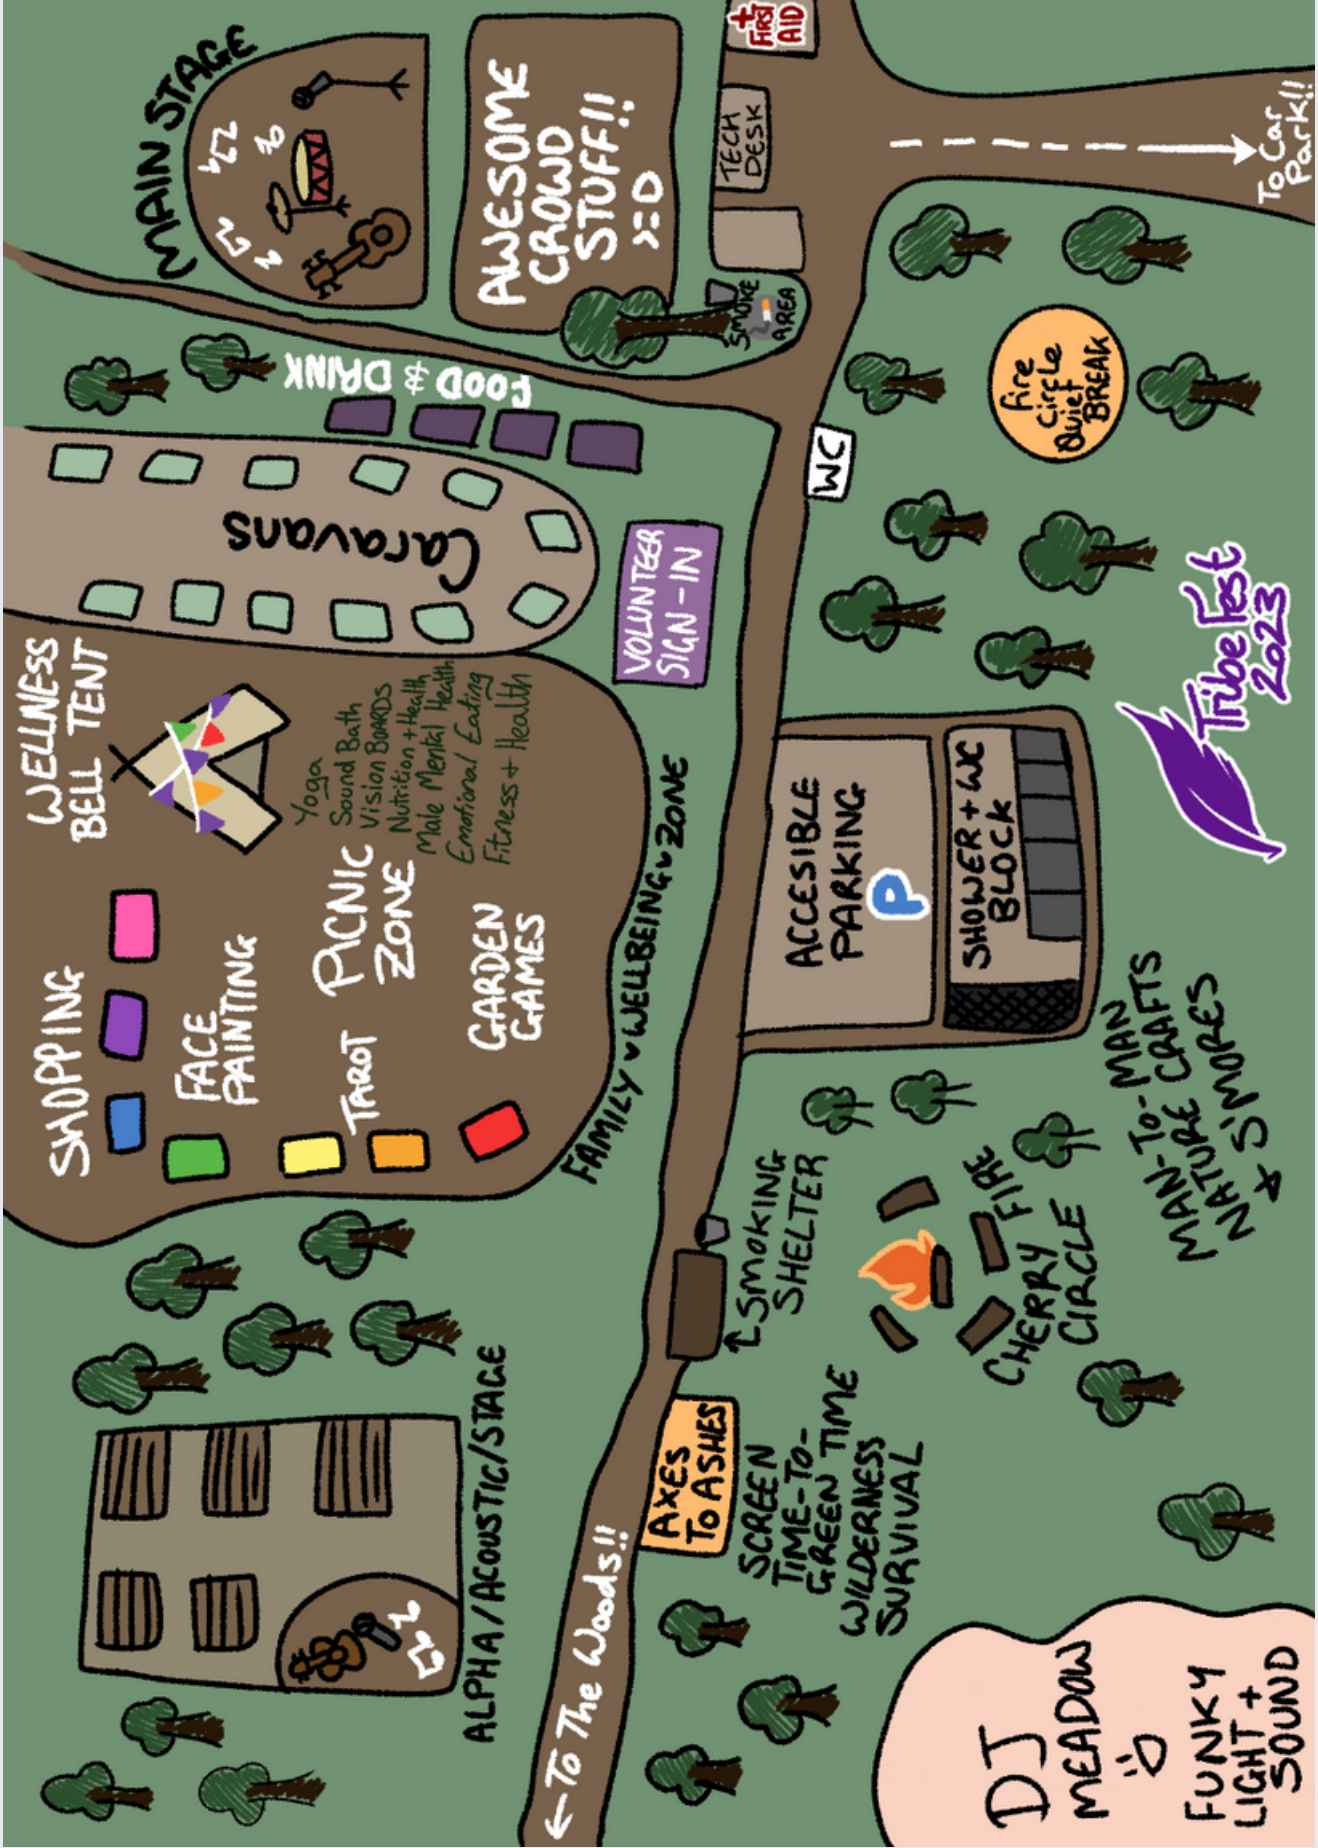 MAIN STAGE
AWESOME
CROWD
STUFF!!
>:=D
+
FIRST
AID
TECH
DESK
SMOKE
AREA
To Car
Park!!
FOOD & DRINK
Fire
Circle
Quiet
BREAK
WC
Caravans
VOLUNTEER
SIGN-IN
Tribe Fest
2023
WELLNESS
BELL TENT
Yoga
Sound Bath
Vision BOARDS
Nutrition + Health
Male Mental Health
Emotional Eating
Fitness + Health
ACCESIBLE
PARKING
P
SHOWER + WC
BLOCK
SHOPPING
FACE
PAINTING
TAROT
PICNIC
ZONE
GARDEN
GAMES
FAMILY WELLBEING ZONE
SMOKING
SHELTER
CHERRY FIRE
CIRCLE
MAN-TO-MAN
NATURE CRAFTS
& S'MORES
ALPHA/ACOUSTIC/STAGE
← To The Woods!!
AXES
To ASHES
SCREEN
TIME-TO-
GREEN TIME
WILDERNESS
SURVIVAL
DJ
MEADOW
:D
FUNKY
LIGHT +
SOUND